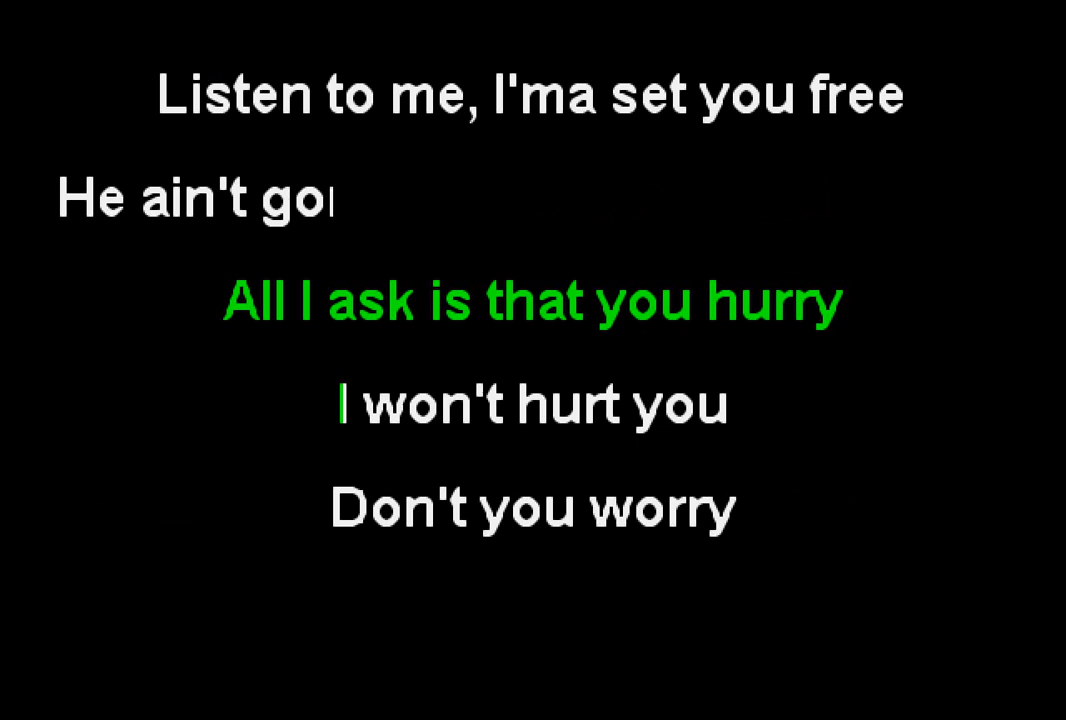 Listen to me, I'ma set you free
He ain't go
All I ask is that you hurry
I won't hurt you
Don't you worry